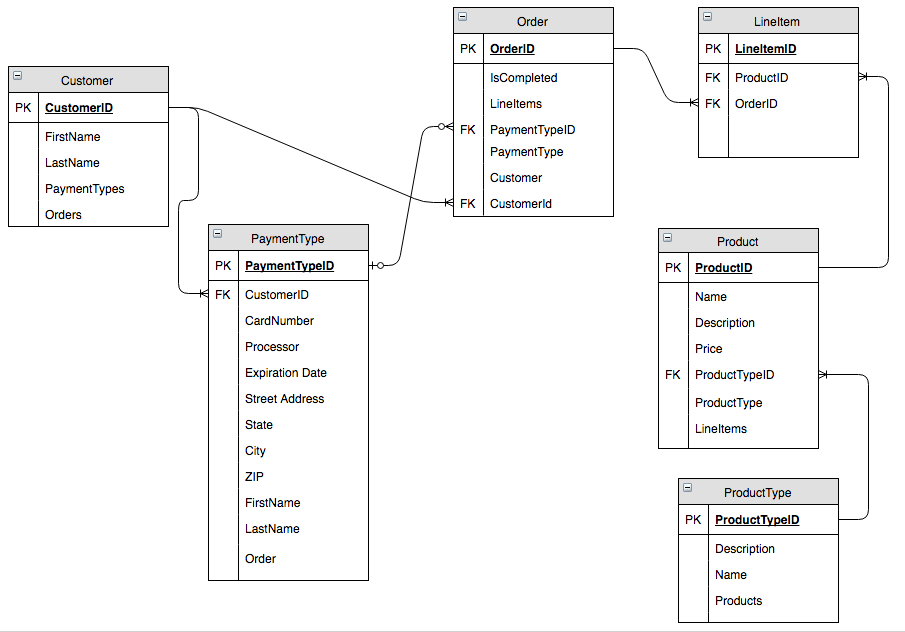 Customer
PK CustomerID
FirstName
LastName
PaymentTypes
Orders
Order
PK OrderID
IsCompleted
LineItems
FK PaymentTypeID
PaymentType
Customer
FK CustomerId
LineItem
PK LineItemID
FK ProductID
FK OrderID
PaymentType
PK PaymentTypeID
FK CustomerID
CardNumber
Processor
Expiration Date
Street Address
State
City
ZIP
FirstName
LastName
Order
Product
PK ProductID
Name
Description
Price
FK ProductTypeID
ProductType
LineItems
ProductType
PK ProductTypeID
Description
Name
Products